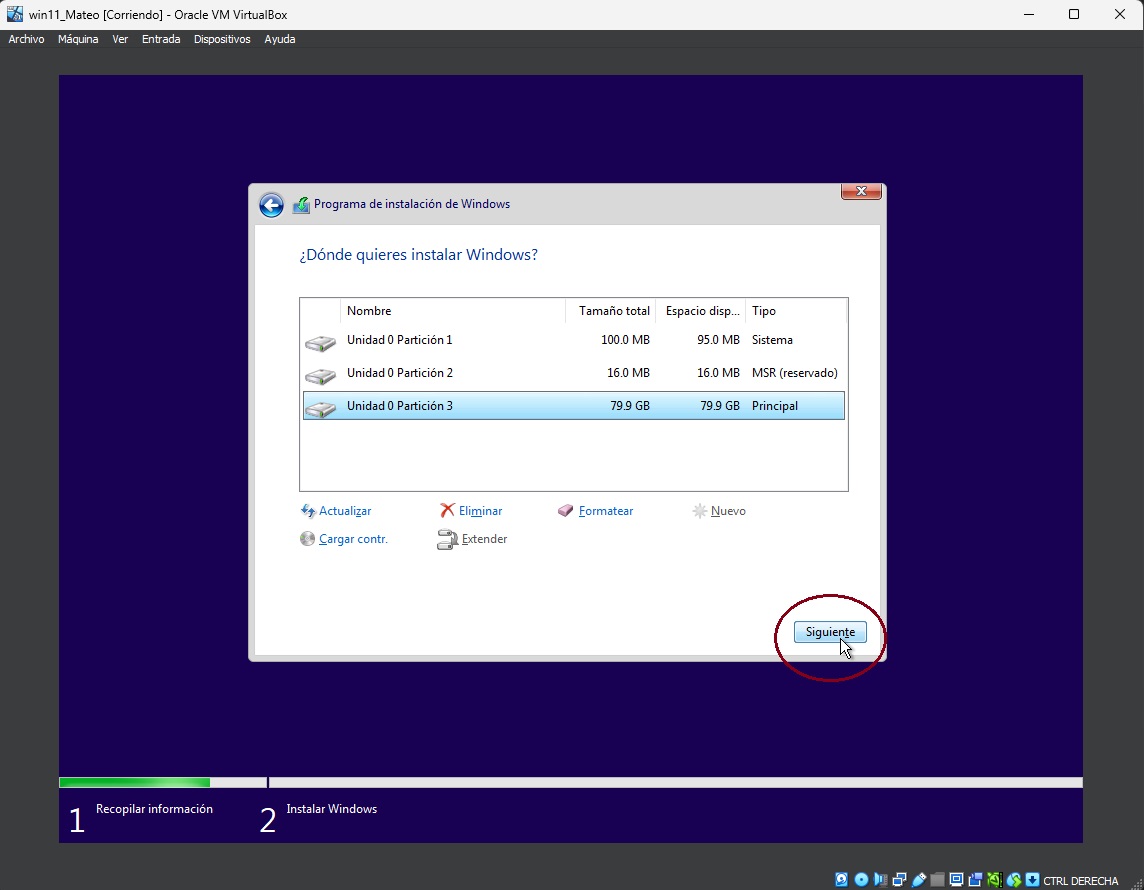 win11_Mateo [Corriendo] - Oracle VM VirtualBox
Archivo Máquina Ver Entrada Dispositivos Ayuda
Programa de instalación de Windows
¿Dónde quieres instalar Windows?
Nombre Tamaño total Espacio disp... Tipo
Unidad 0 Partición 1 100.0 MB 95.0 MB Sistema
Unidad 0 Partición 2 16.0 MB 16.0 MB MSR (reservado)
Unidad 0 Partición 3 79.9 GB 79.9 GB Principal
Actualizar Eliminar Formatear Nuevo
Cargar contr. Extender
Siguiente
1 Recopilar información 2 Instalar Windows
CTRL DERECHA